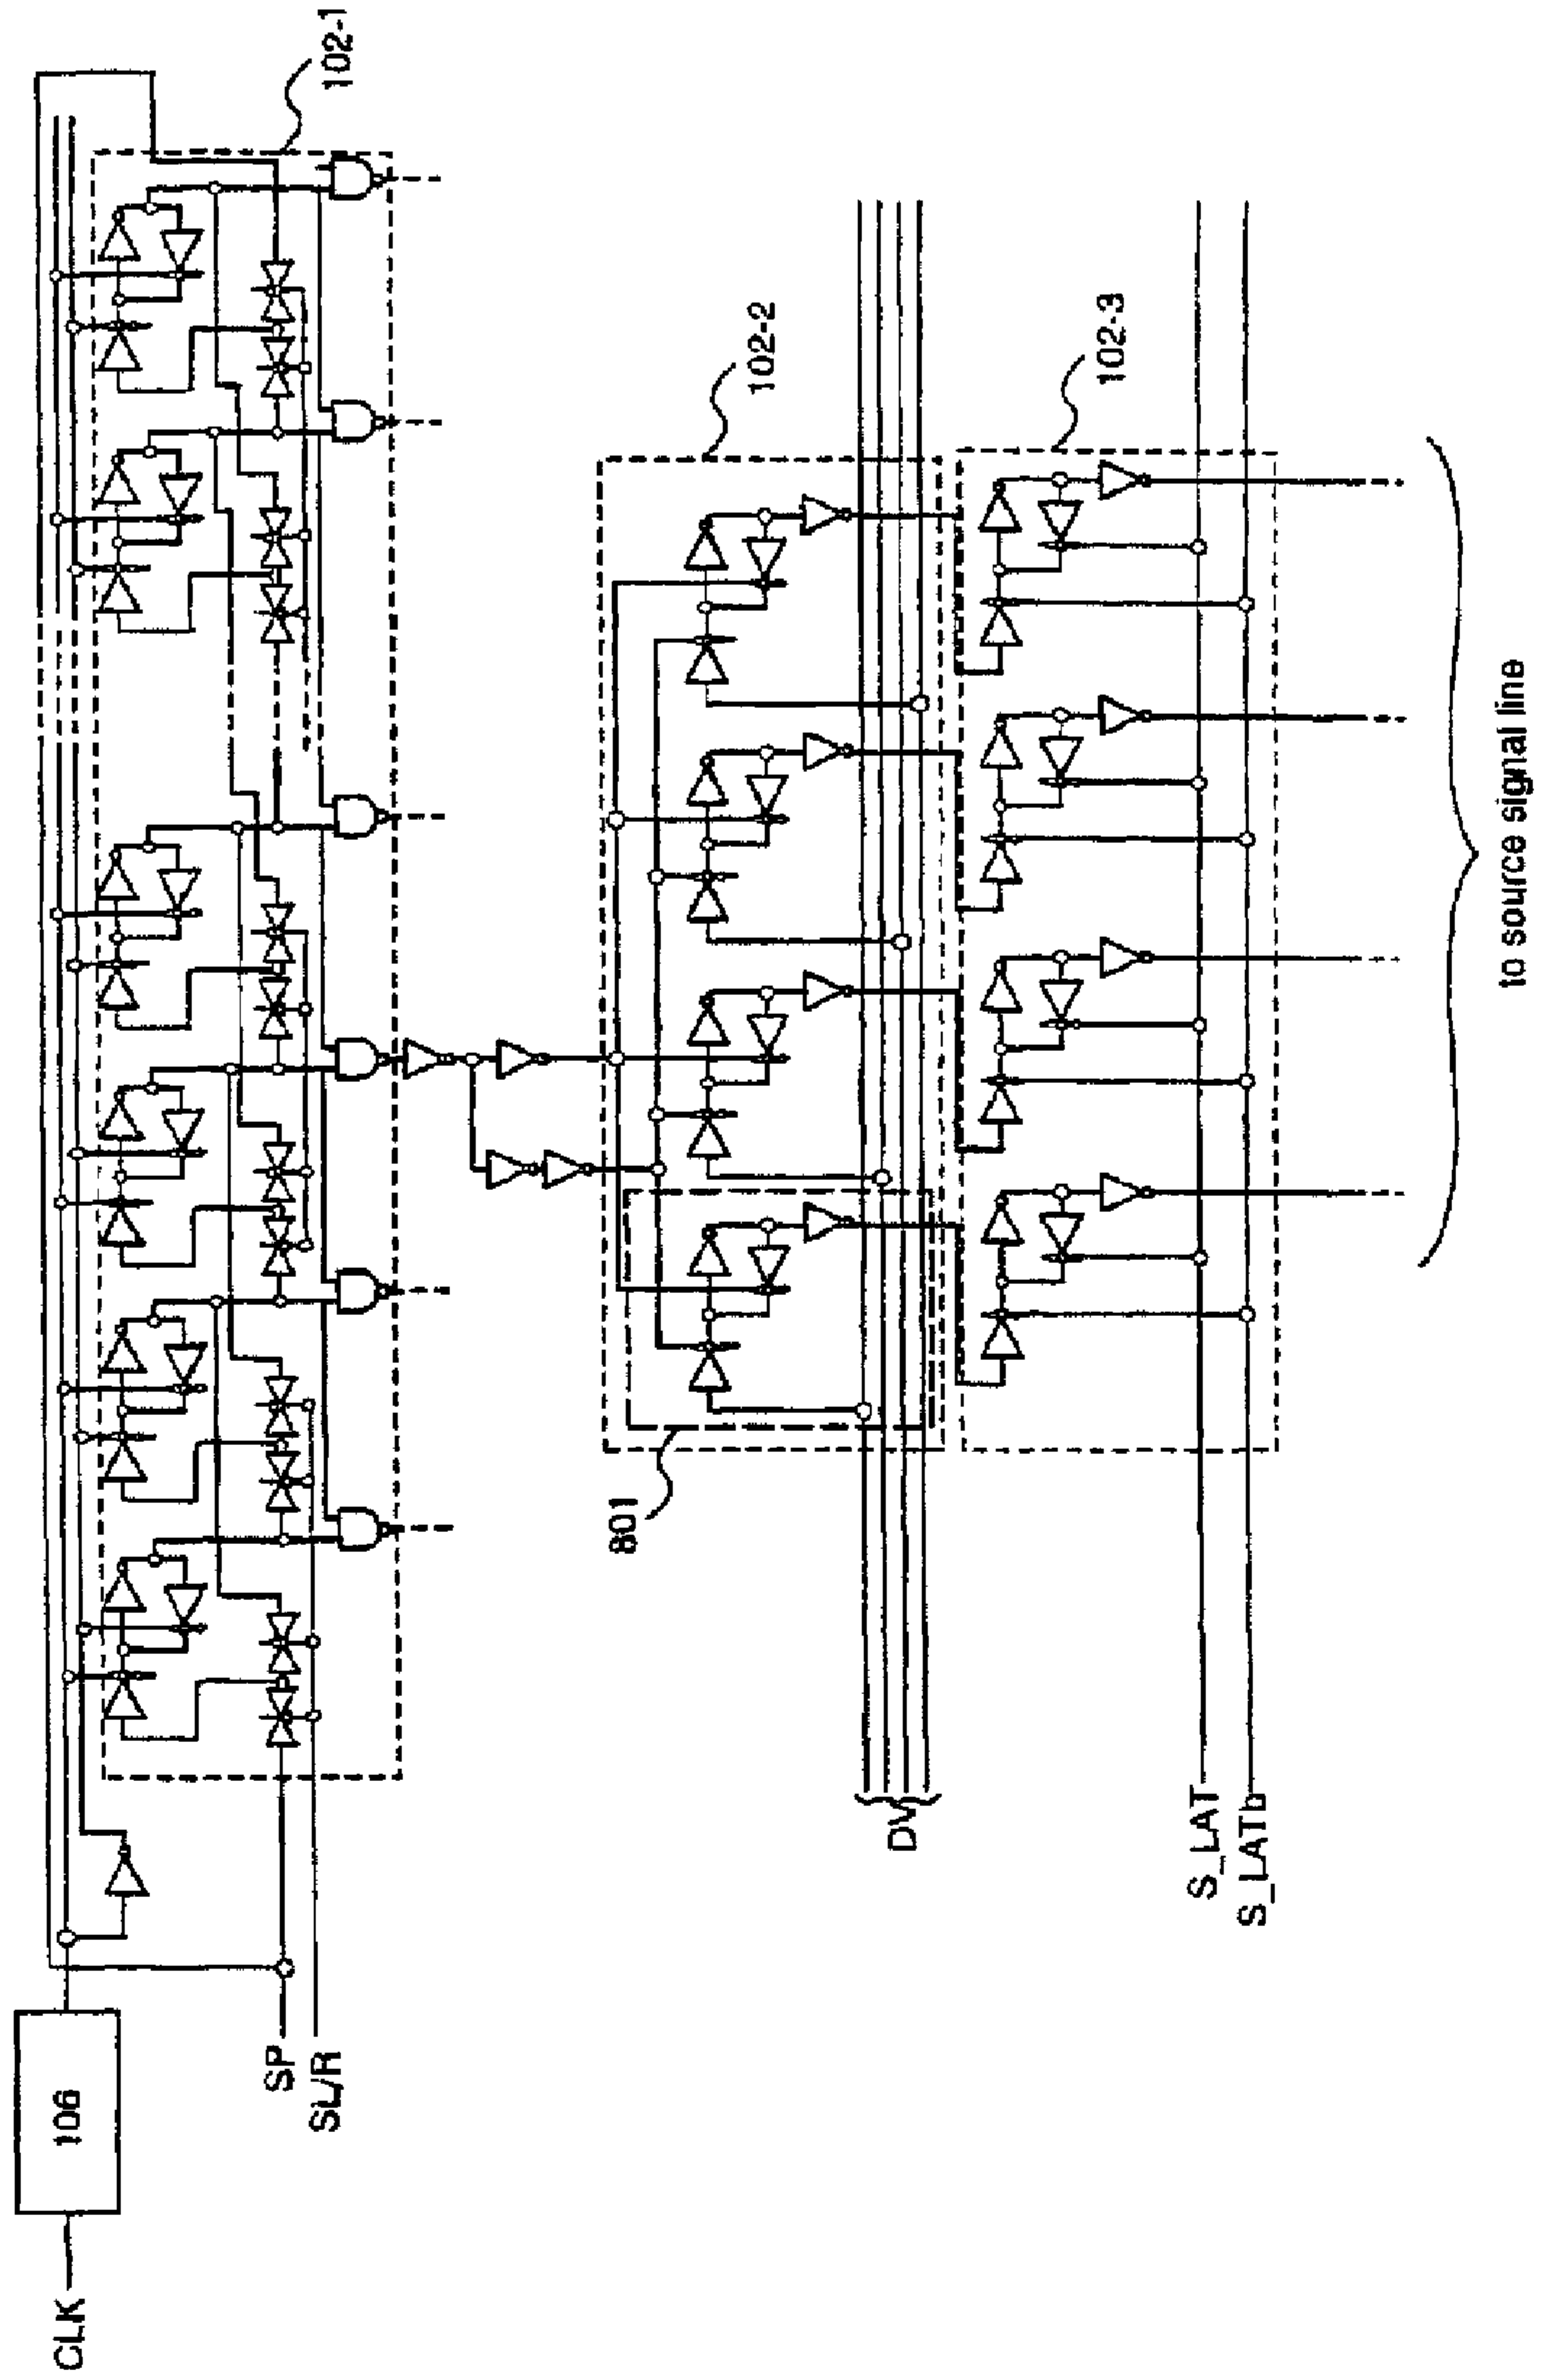 CLK
106
SP
SL/R
102-1
801
102-2
DV
102-3
S_LAT
S_LATb
to source signal line